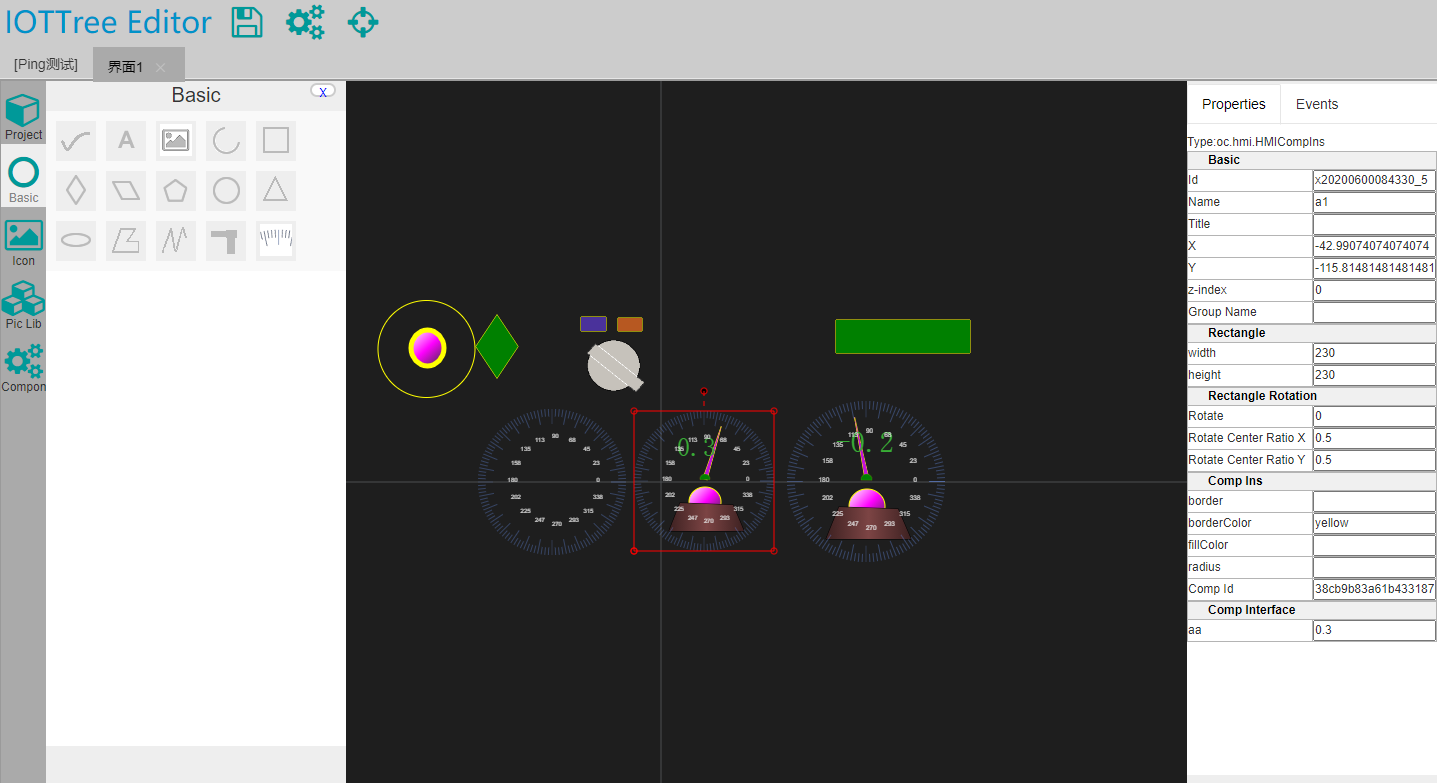 IOTTree Editor
[Ping测试]
界面1
Project
Basic
Icon
Pic Lib
Compon
Basic
X
A
113 90 68
135 45
158 23
180 0
202 338
225 315
247 270 293
0.3
113 90 68
135 45
158 23
180 0
202 338
225 315
247 270 293
-0.2
113 90 68
135 45
158 23
180 0
202 338
225 315
247 270 293
Properties Events
Type:oc.hmi.HMICompIns
Basic
Id x20200600084330_5
Name a1
Title
X -42.99074074074074
Y -115.81481481481481
z-index 0
Group Name
Rectangle
width 230
height 230
Rectangle Rotation
Rotate 0
Rotate Center Ratio X 0.5
Rotate Center Ratio Y 0.5
Comp Ins
border
borderColor yellow
fillColor
radius
Comp Id 38cb9b83a61b433187
Comp Interface
aa 0.3